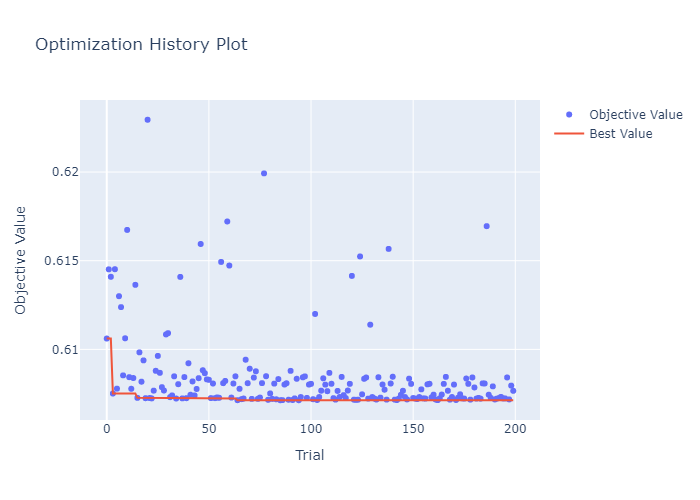 Optimization History Plot
Objective Value
Best Value
0.62
0.615
0.61
Objective Value
0
50
100
150
200
Trial